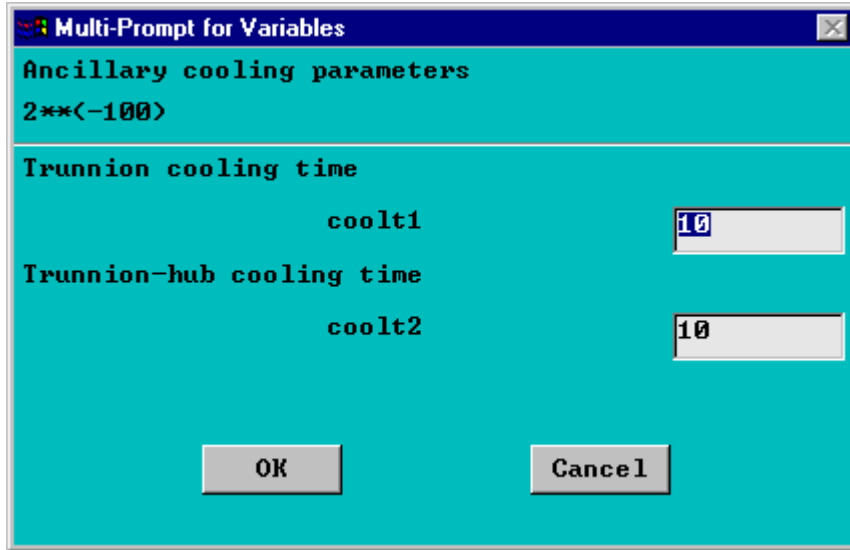 Multi-Prompt for Variables
Ancillary cooling parameters
2**(-100)
Trunnion cooling time
coolt1 10
Trunnion-hub cooling time
coolt2 10
OK Cancel